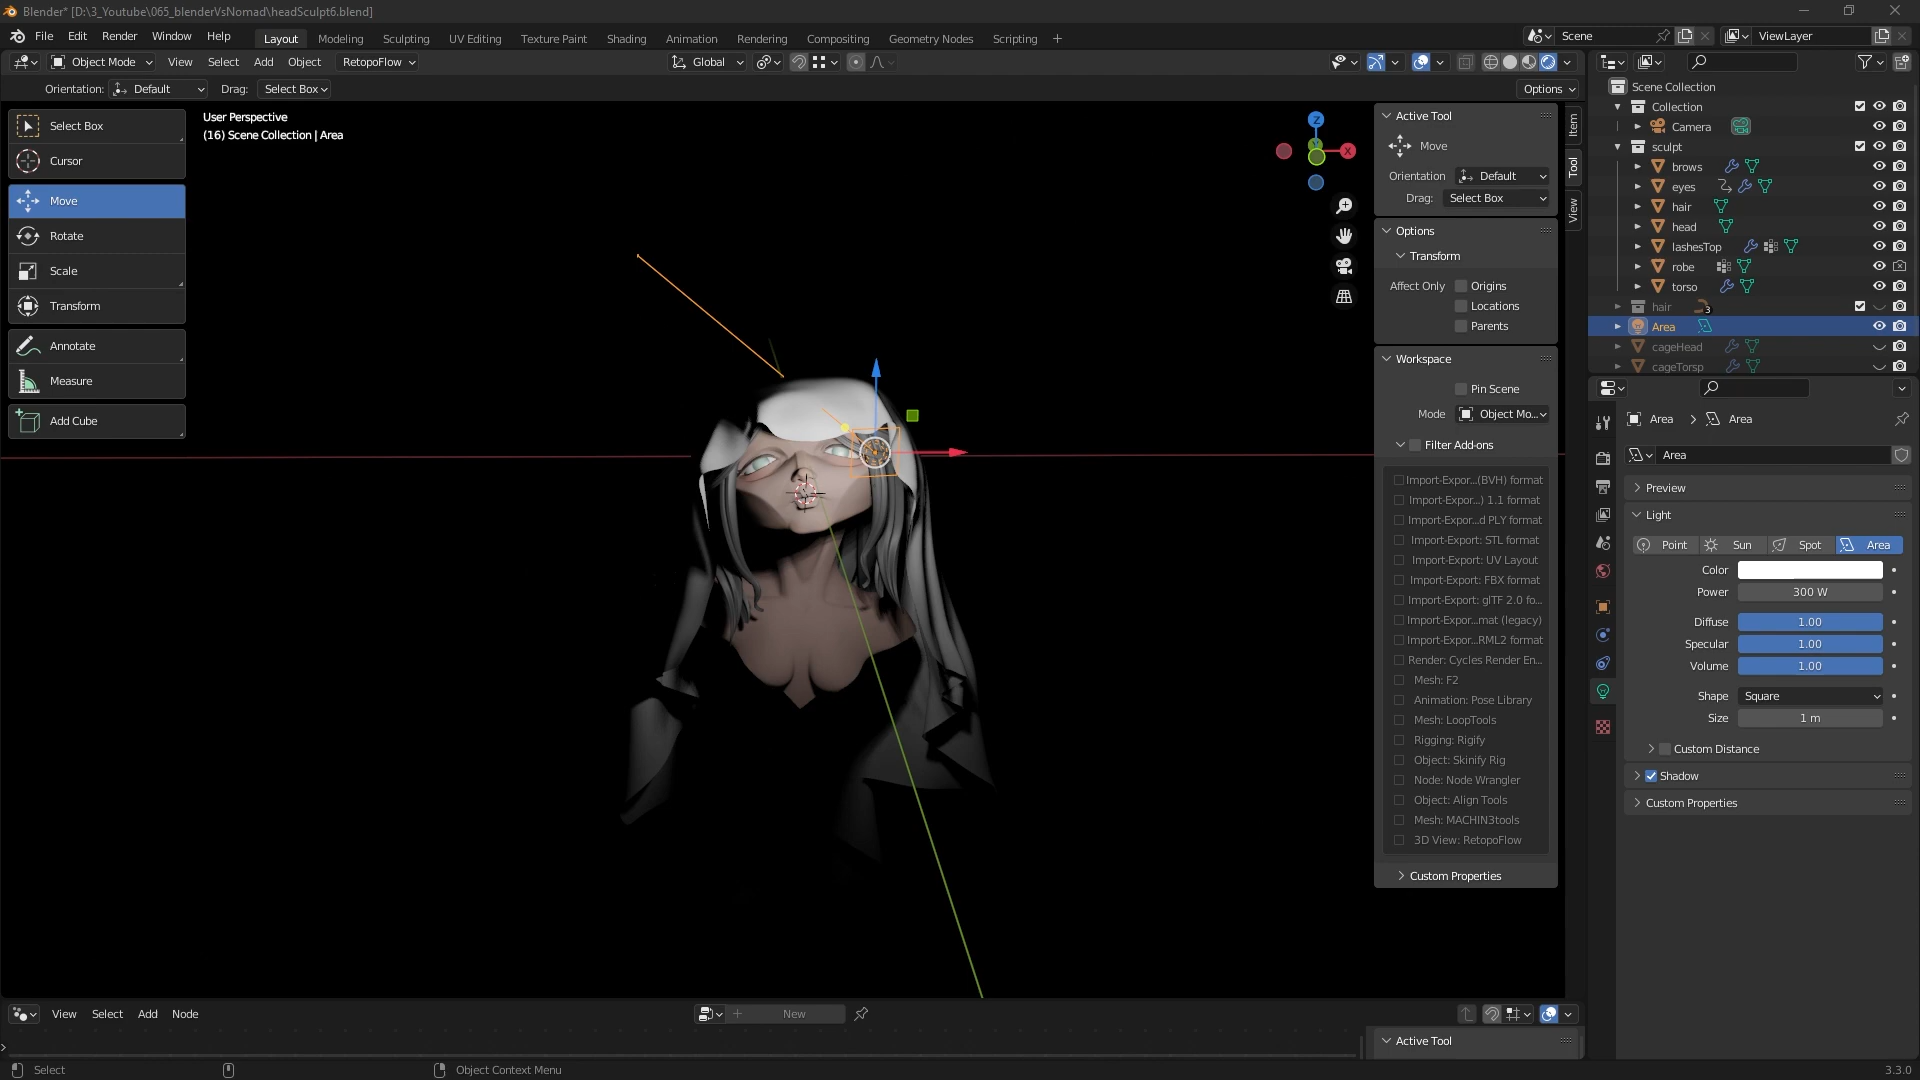 Blender* [D:\3_Youtube\065_blenderVsNomad\headSculpt6.blend]
File Edit Render Window Help Layout Modeling Sculpting UV Editing Texture Paint Shading Animation Rendering Compositing Geometry Nodes Scripting + Scene ViewLayer
Object Mode View Select Add Object RetopoFlow Global
Orientation: Default Drag: Select Box Options
User Perspective
(16) Scene Collection | Area
Select Box
Cursor
Move
Rotate
Scale
Transform
Annotate
Measure
Add Cube
Z
X
Active Tool
Move
Orientation Default
Drag: Select Box
Options
Transform
Affect Only Origins
Locations
Parents
Workspace
Pin Scene
Mode Object Mo...
Filter Add-ons
Import-Expor...(BVH) format
Import-Expor...) 1.1 format
Import-Expor...d PLY format
Import-Export: STL format
Import-Export: UV Layout
Import-Export: FBX format
Import-Export: glTF 2.0 fo...
Import-Expor...mat (legacy)
Import-Expor...RML2 format
Render: Cycles Render En...
Mesh: F2
Animation: Pose Library
Mesh: LoopTools
Rigging: Rigify
Object: Skinify Rig
Node: Node Wrangler
Object: Align Tools
Mesh: MACHIN3tools
3D View: RetopoFlow
Custom Properties
Item
Tool
View
Scene Collection
Collection
Camera
sculpt
brows
eyes
hair
head
lashesTop
robe
torso
hair 3
Area
cageHead
cageTorsp
Area > Area
Area
Preview
Light
Point Sun Spot Area
Color
Power 300 W
Diffuse 1.00
Specular 1.00
Volume 1.00
Shape Square
Size 1 m
Custom Distance
Shadow
Custom Properties
View Select Add Node New
Active Tool
Select Object Context Menu 3.3.0